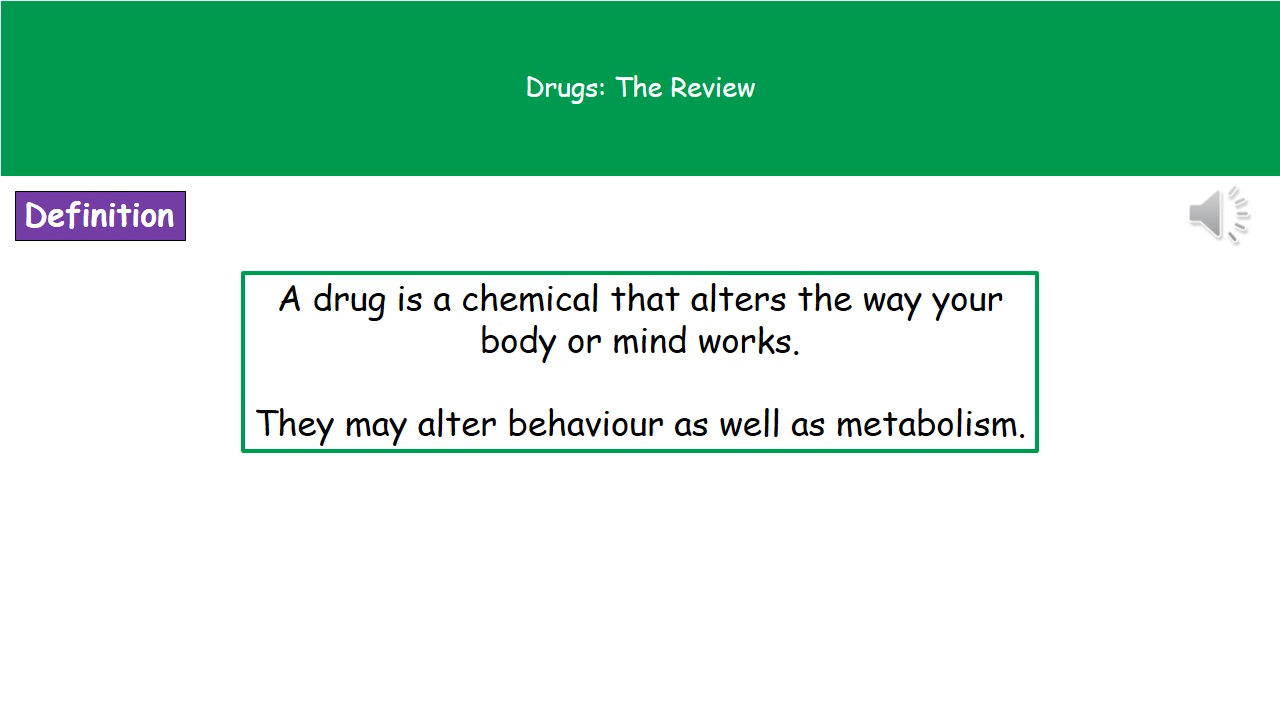 Drugs: The Review
Definition
A drug is a chemical that alters the way your
body or mind works.
They may alter behaviour as well as metabolism.